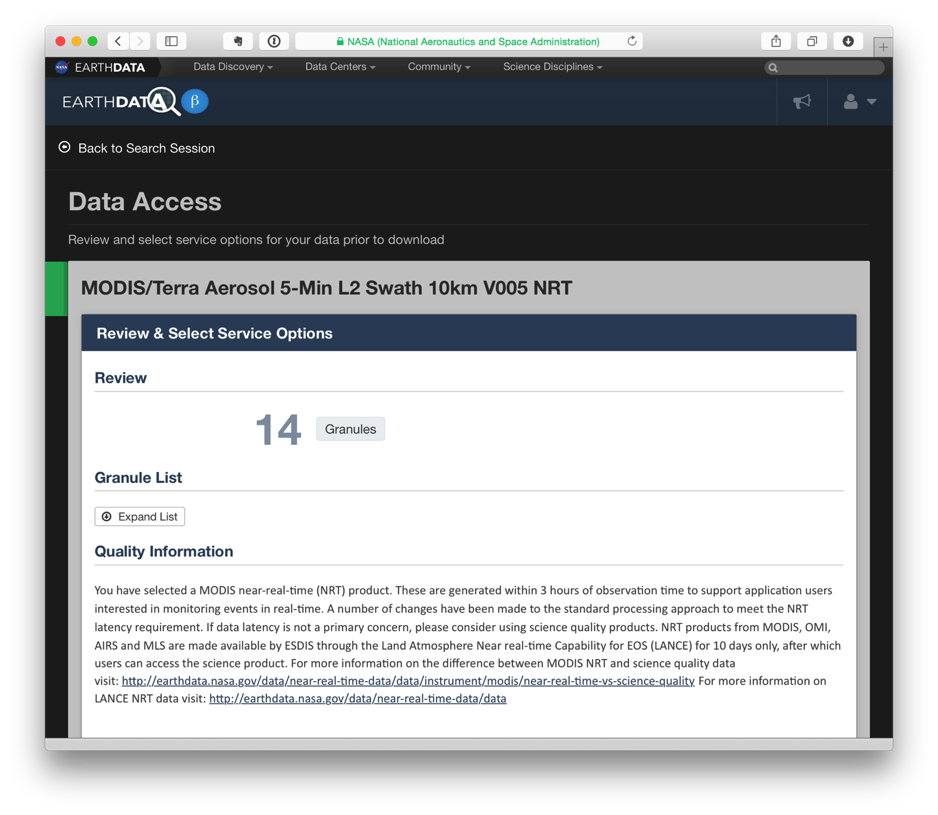 NASA (National Aeronautics and Space Administration)
EARTHDATA Data Discovery Data Centers Community Science Disciplines
EARTHDATA β
Back to Search Session
Data Access
Review and select service options for your data prior to download
MODIS/Terra Aerosol 5-Min L2 Swath 10km V005 NRT
Review & Select Service Options
Review
14 Granules
Granule List
Expand List
Quality Information
You have selected a MODIS near-real-time (NRT) product. These are generated within 3 hours of observation time to support application users
interested in monitoring events in real-time. A number of changes have been made to the standard processing approach to meet the NRT
latency requirement. If data latency is not a primary concern, please consider using science quality products. NRT products from MODIS, OMI,
AIRS and MLS are made available by ESDIS through the Land Atmosphere Near real-time Capability for EOS (LANCE) for 10 days only, after which
users can access the science product. For more information on the difference between MODIS NRT and science quality data
visit: http://earthdata.nasa.gov/data/near-real-time-data/data/instrument/modis/near-real-time-vs-science-quality For more information on
LANCE NRT data visit: http://earthdata.nasa.gov/data/near-real-time-data/data